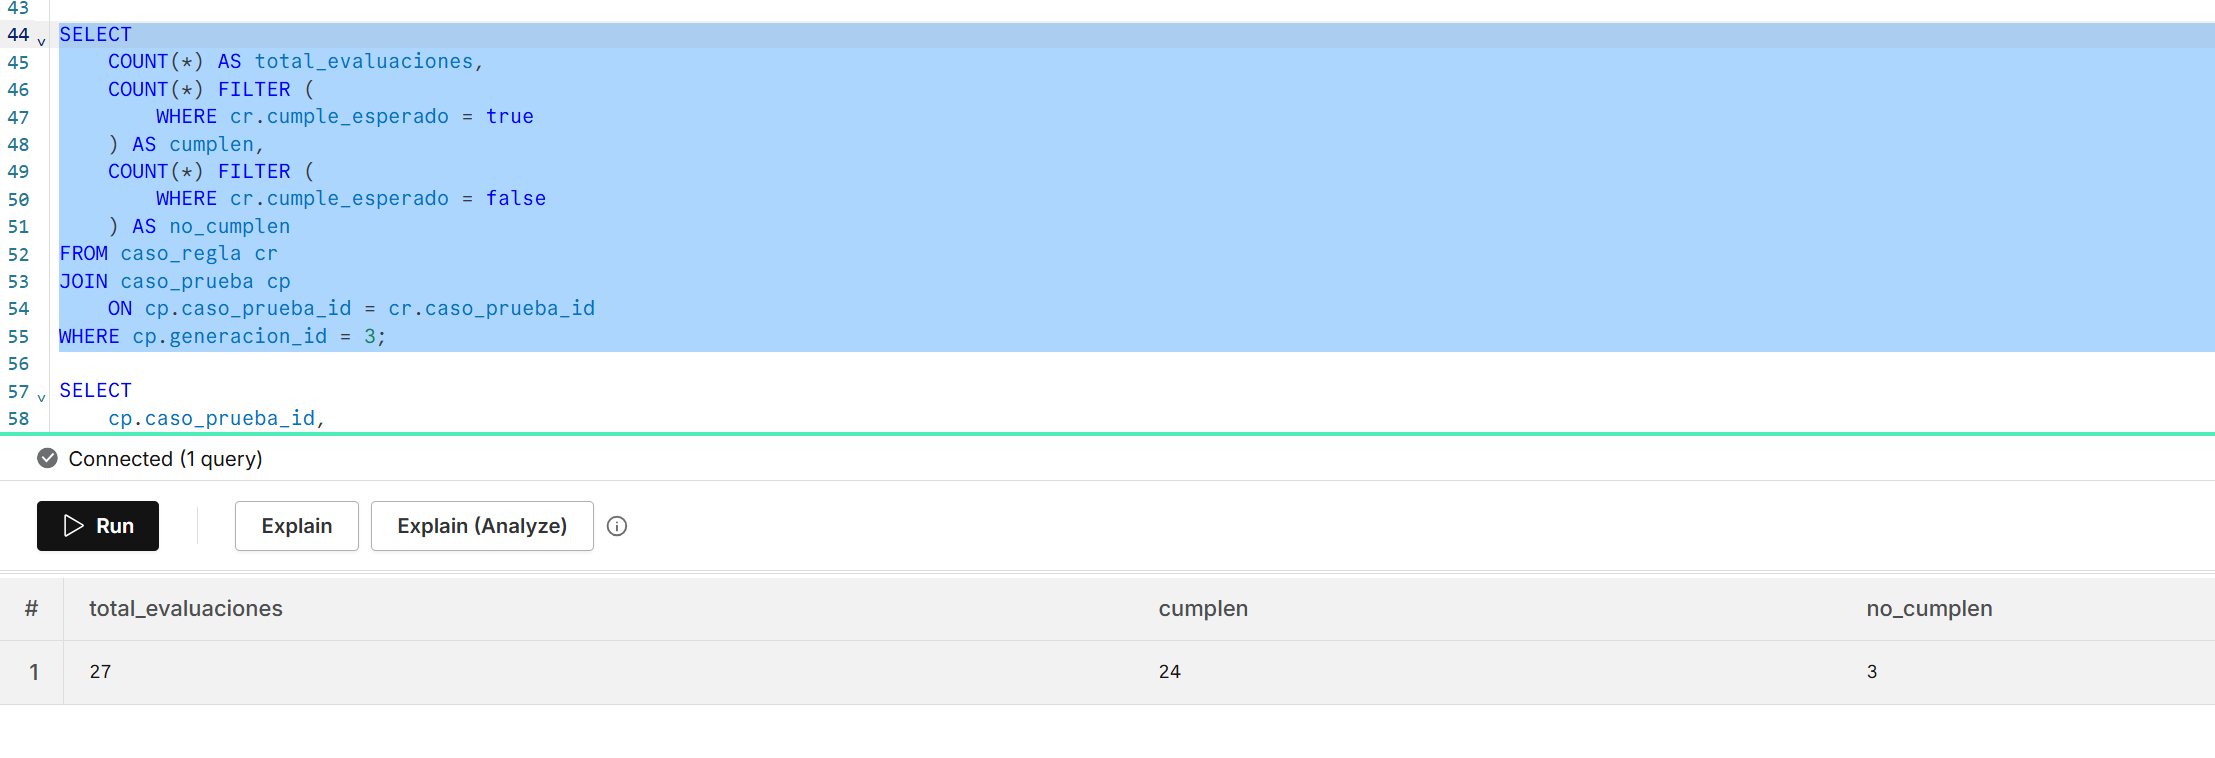 43
44 SELECT
45     COUNT(*) AS total_evaluaciones,
46     COUNT(*) FILTER (
47         WHERE cr.cumple_esperado = true
48     ) AS cumplen,
49     COUNT(*) FILTER (
50         WHERE cr.cumple_esperado = false
51     ) AS no_cumplen
52 FROM caso_regla cr
53 JOIN caso_prueba cp
54     ON cp.caso_prueba_id = cr.caso_prueba_id
55 WHERE cp.generacion_id = 3;
56
57 SELECT
58     cp.caso_prueba_id,
Connected (1 query)
Run Explain Explain (Analyze)
# total_evaluaciones cumplen no_cumplen
1 27 24 3